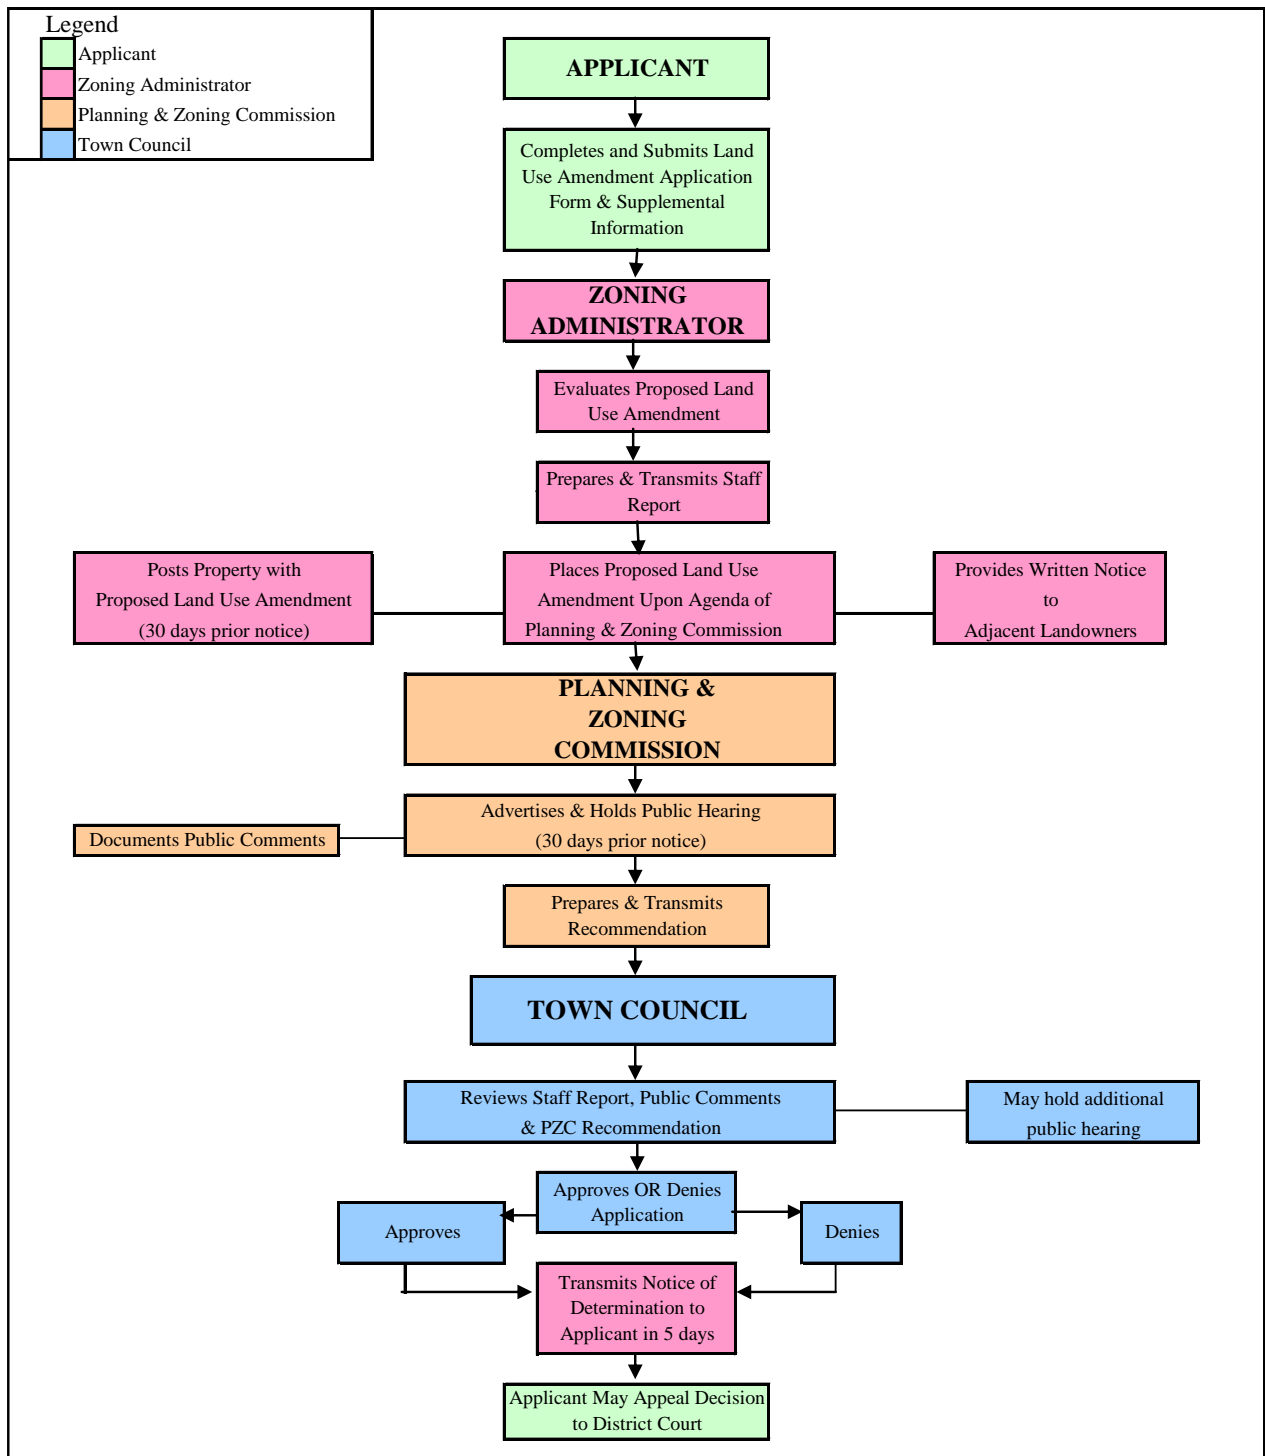 Legend
Applicant
Zoning Administrator
Planning & Zoning Commission
Town Council
APPLICANT
Completes and Submits Land
Use Amendment Application
Form & Supplemental
Information
ZONING
ADMINISTRATOR
Evaluates Proposed Land
Use Amendment
Prepares & Transmits Staff
Report
Posts Property with
Proposed Land Use Amendment
(30 days prior notice)
Places Proposed Land Use
Amendment Upon Agenda of
Planning & Zoning Commission
Provides Written Notice
to
Adjacent Landowners
PLANNING &
ZONING
COMMISSION
Advertises & Holds Public Hearing
(30 days prior notice)
Documents Public Comments
Prepares & Transmits
Recommendation
TOWN COUNCIL
Reviews Staff Report, Public Comments
& PZC Recommendation
May hold additional
public hearing
Approves OR Denies
Application
Approves
Denies
Transmits Notice of
Determination to
Applicant in 5 days
Applicant May Appeal Decision
to District Court